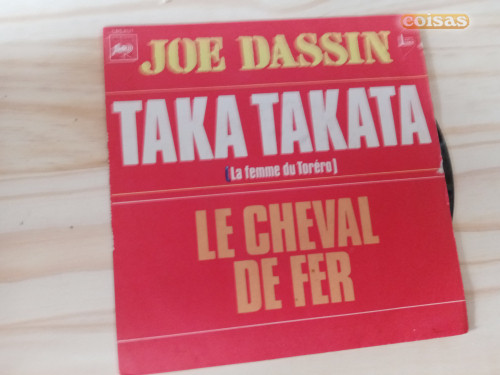 coisas
JOE DASSIN
TAKA TAKATA
(La femme du Toréro)
LE CHEVAL
DE FER